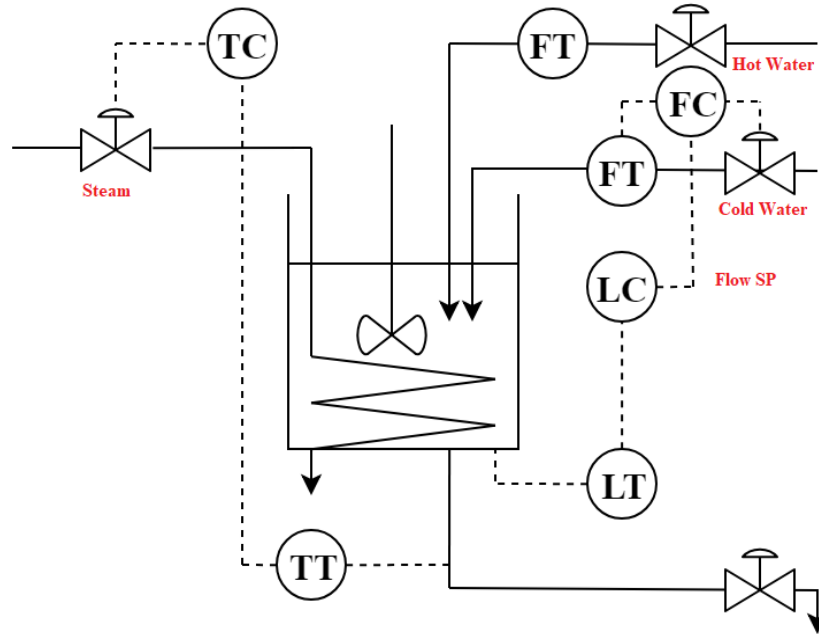 TC
FT
Hot Water
FC
Steam
FT
Cold Water
LC
Flow SP
LT
TT